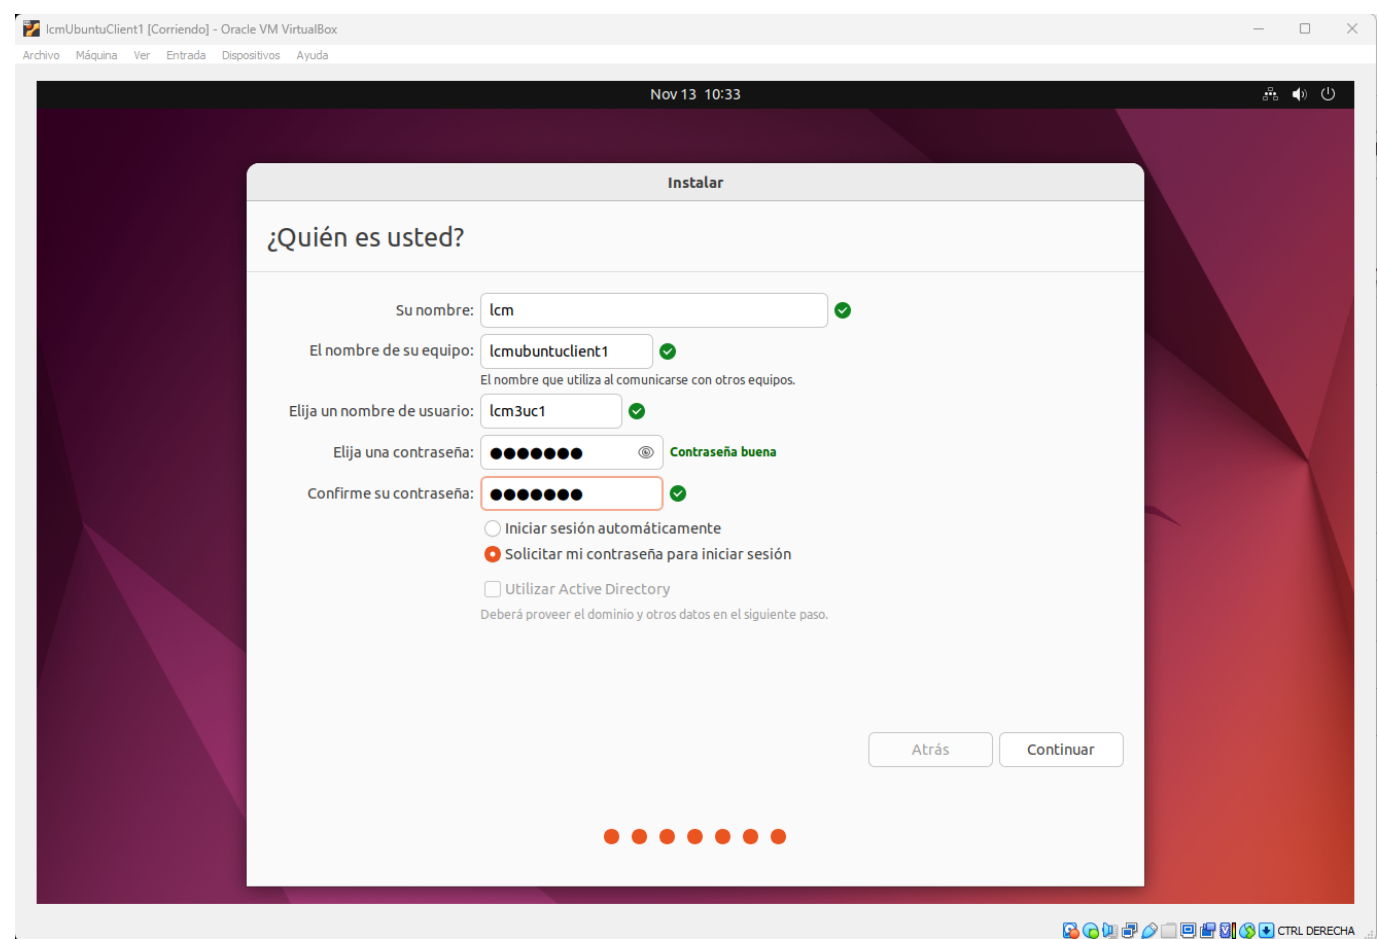 lcmUbuntuClient1 [Corriendo] - Oracle VM VirtualBox
Archivo Máquina Ver Entrada Dispositivos Ayuda
Nov 13 10:33
Instalar
¿Quién es usted?
Su nombre: lcm
El nombre de su equipo: lcmubuntuclient1
El nombre que utiliza al comunicarse con otros equipos.
Elija un nombre de usuario: lcm3uc1
Elija una contraseña: ●●●●●●● Contraseña buena
Confirme su contraseña: ●●●●●●●
Iniciar sesión automáticamente
Solicitar mi contraseña para iniciar sesión
Utilizar Active Directory
Deberá proveer el dominio y otros datos en el siguiente paso.
Atrás Continuar
CTRL DERECHA